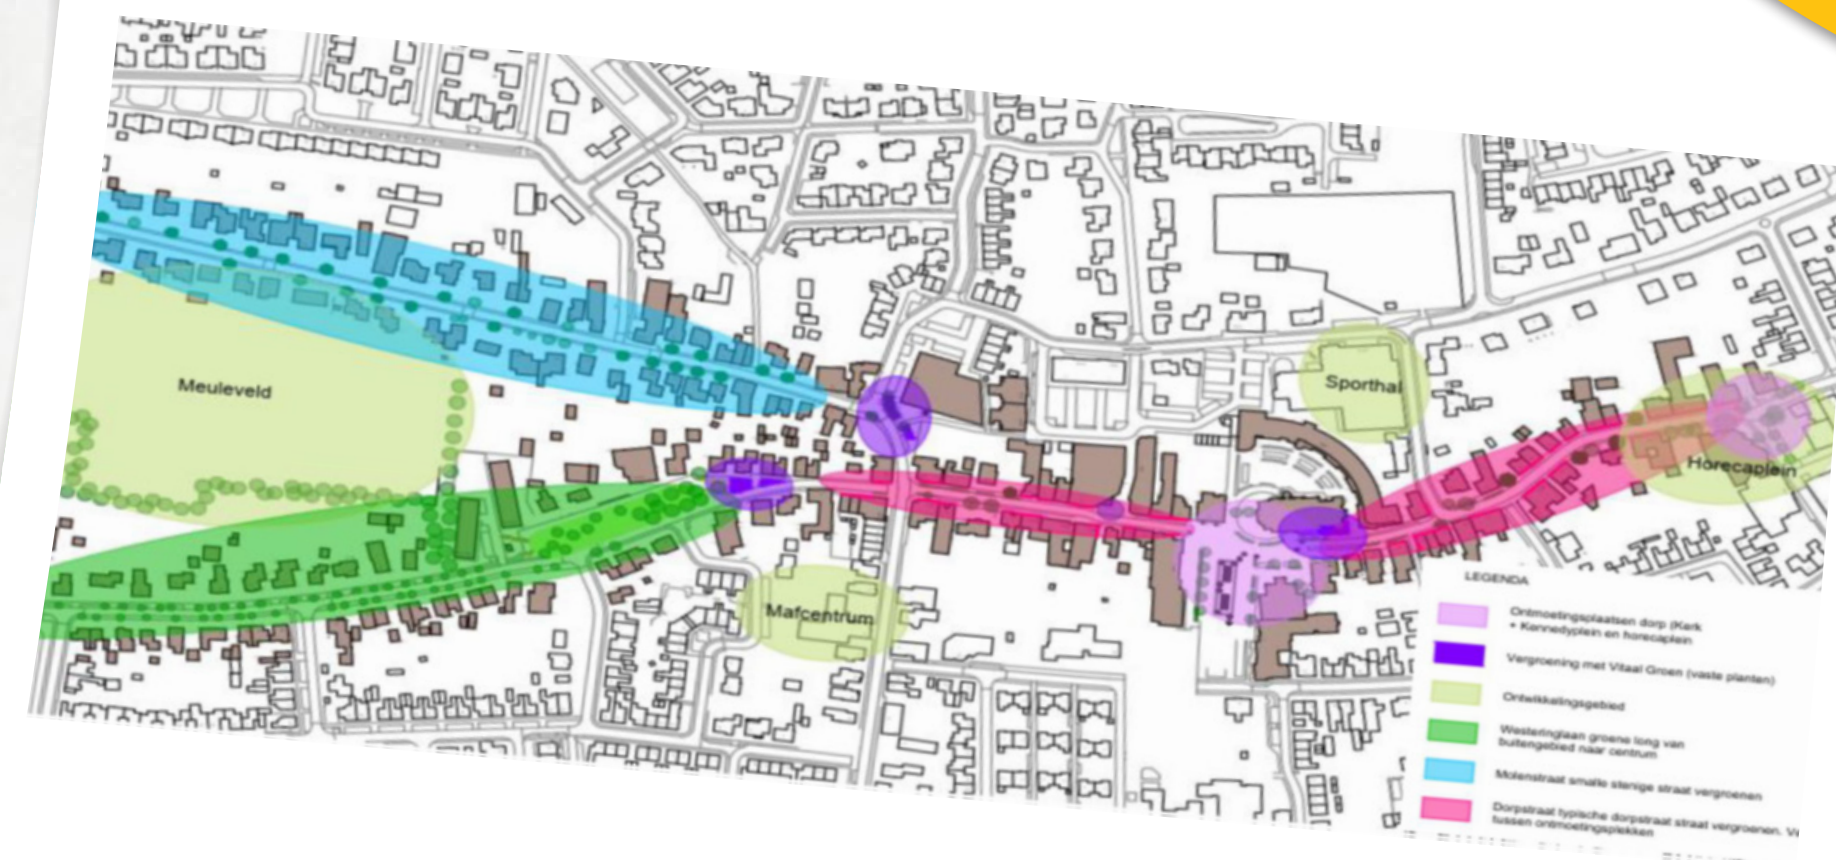 Meuleveld
Sporthal
Horecaplein
Mafcentrum
LEGENDA
Ontmoetingsplaatsen dorp (Kerk
+ Kennedyplein en horecaplein
Vergroening met Vitaal Groen (vaste planten)
Ontwikkelingsgebied
Westeringlaan groene long van
buitengebied naar centrum
Molenstraat smalle stenige straat vergroenen
Dorpstraat typische dorpstraat straat vergroenen. Ve
tussen ontmoetingsplekken